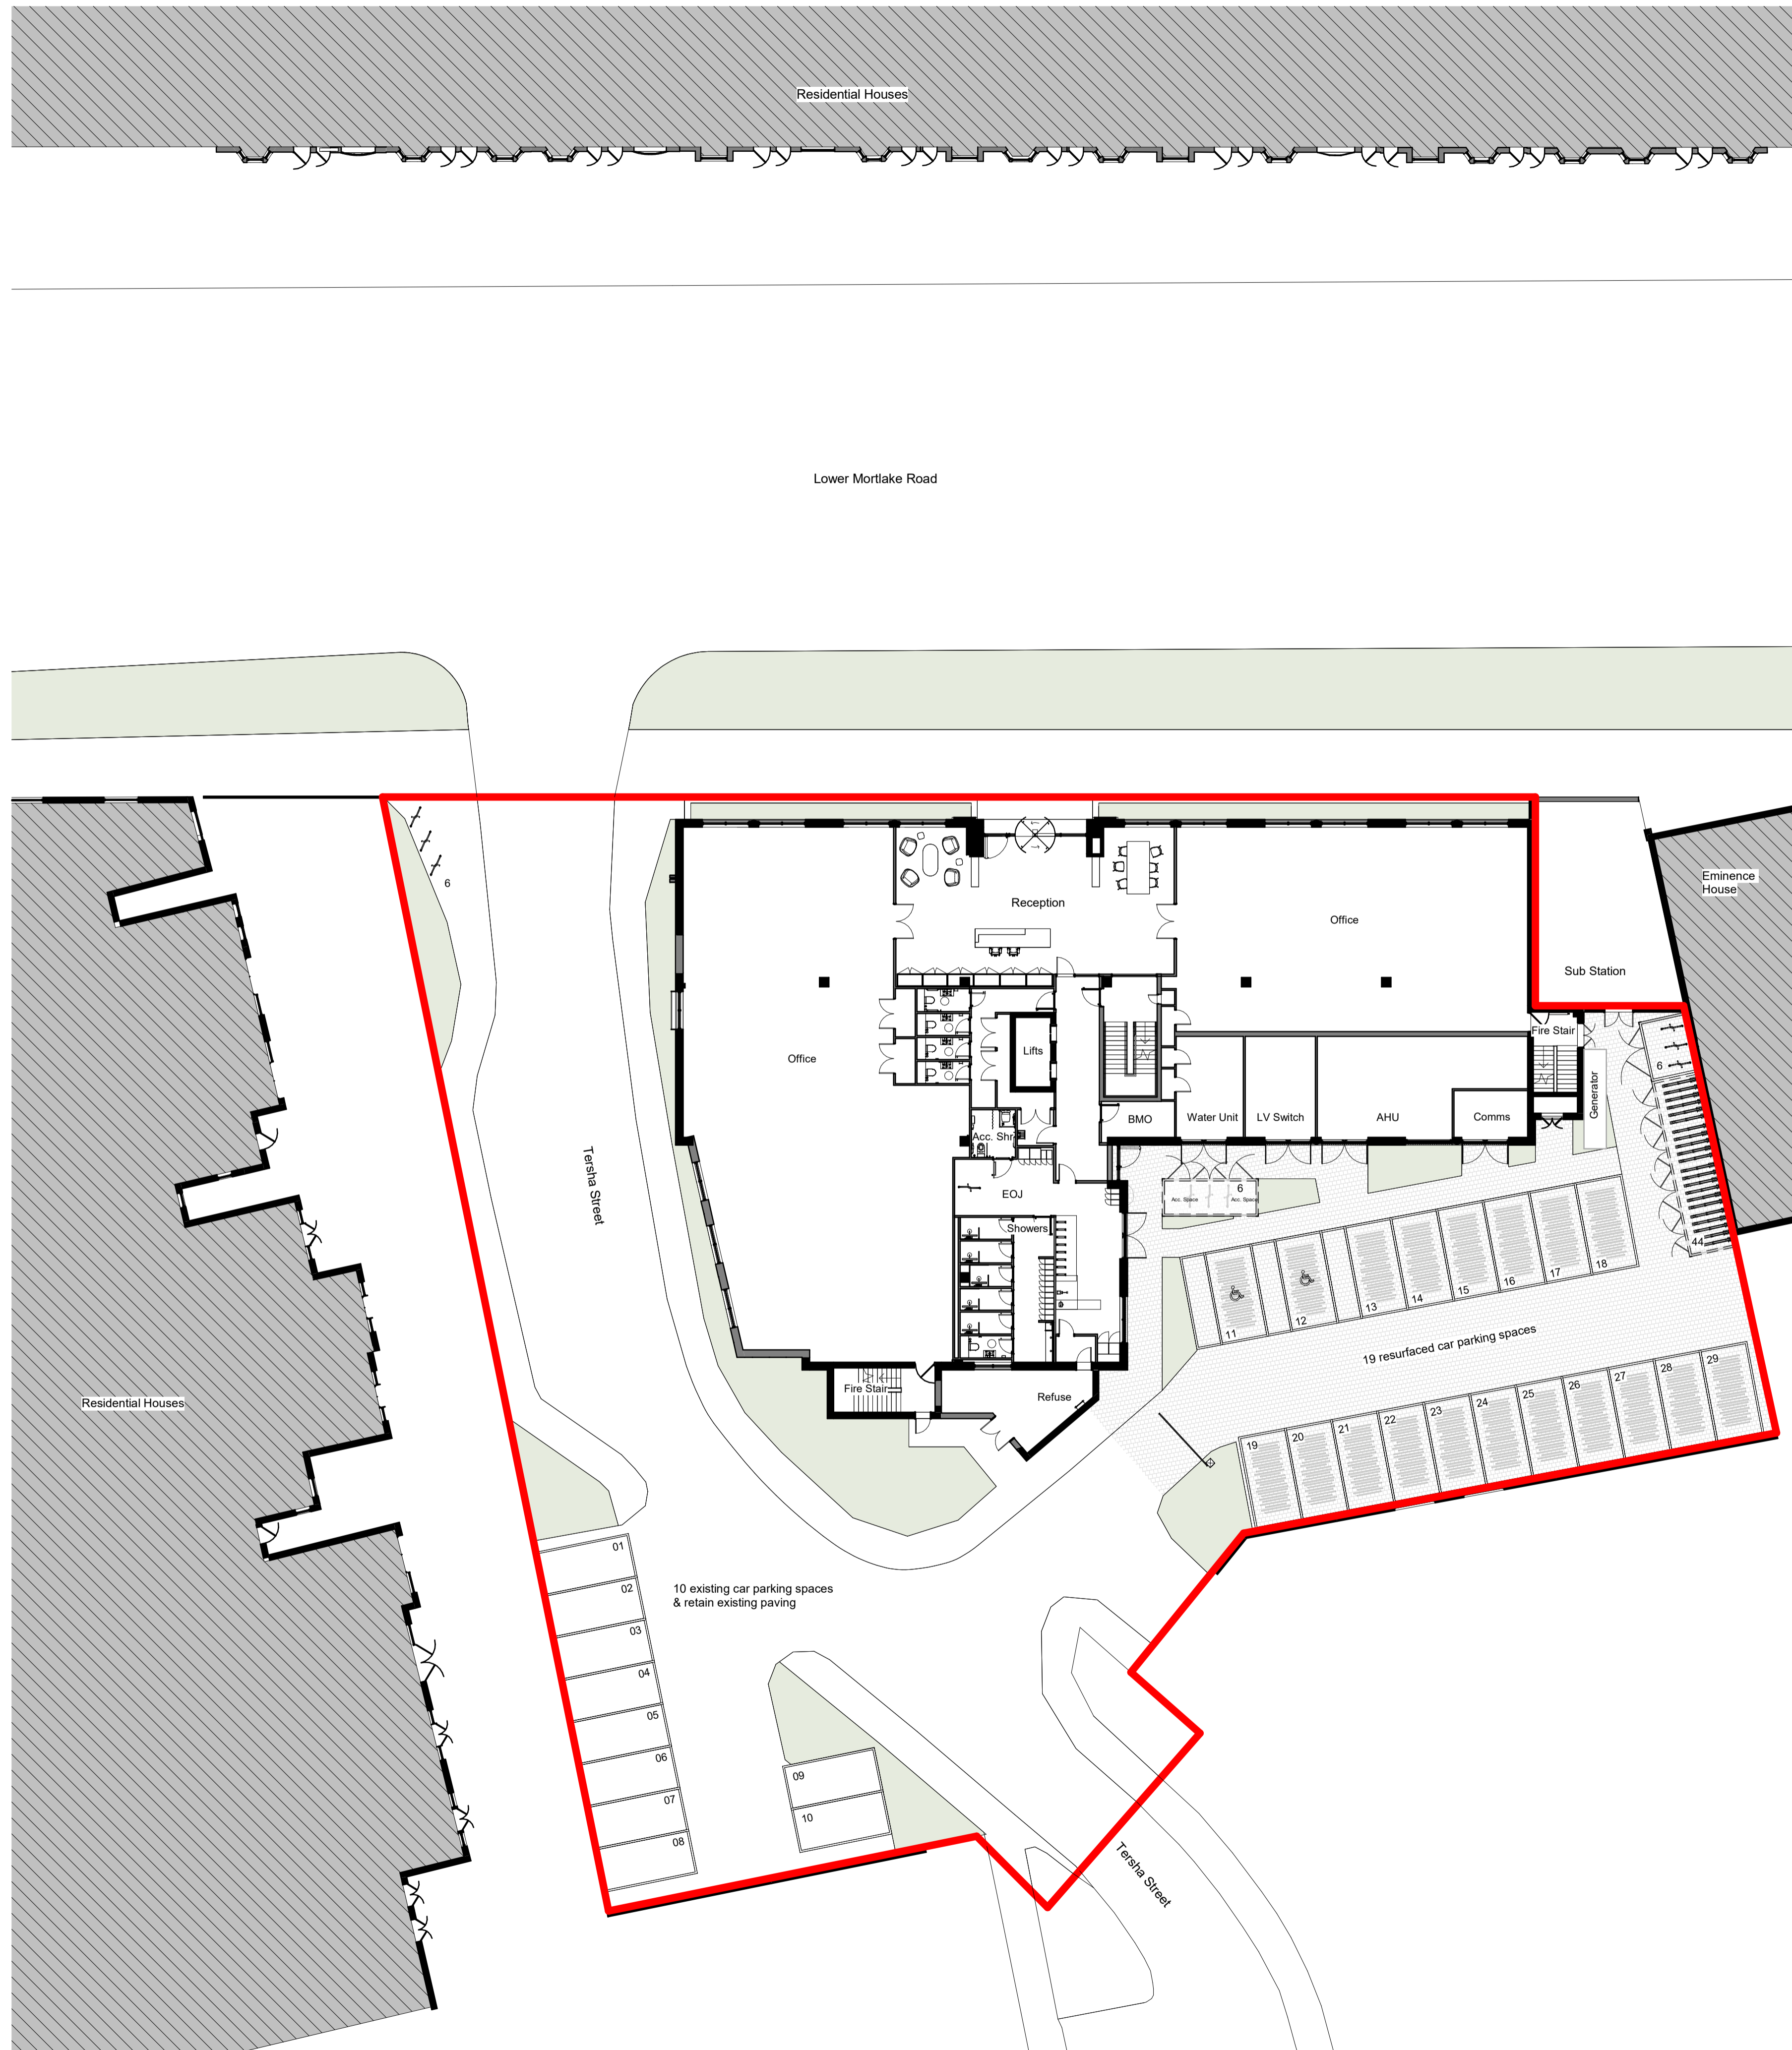 Residential Houses
Lower Mortlake Road
6
Eminence
House
Reception
Office
Sub Station
Fire Stair
Office
Lifts
6
Generator
BMO
Water Unit
LV Switch
AHU
Comms
Acc. Shr
Tersha Street
EOJ
Acc. Space
6
Acc. Space
Showers
44
11
12
13
14
15
16
17
18
19 resurfaced car parking spaces
Fire Stair
Refuse
Residential Houses
19
20
21
22
23
24
25
26
27
28
29
01
02
03
04
05
06
07
08
10 existing car parking spaces
& retain existing paving
09
10
Tersha Street